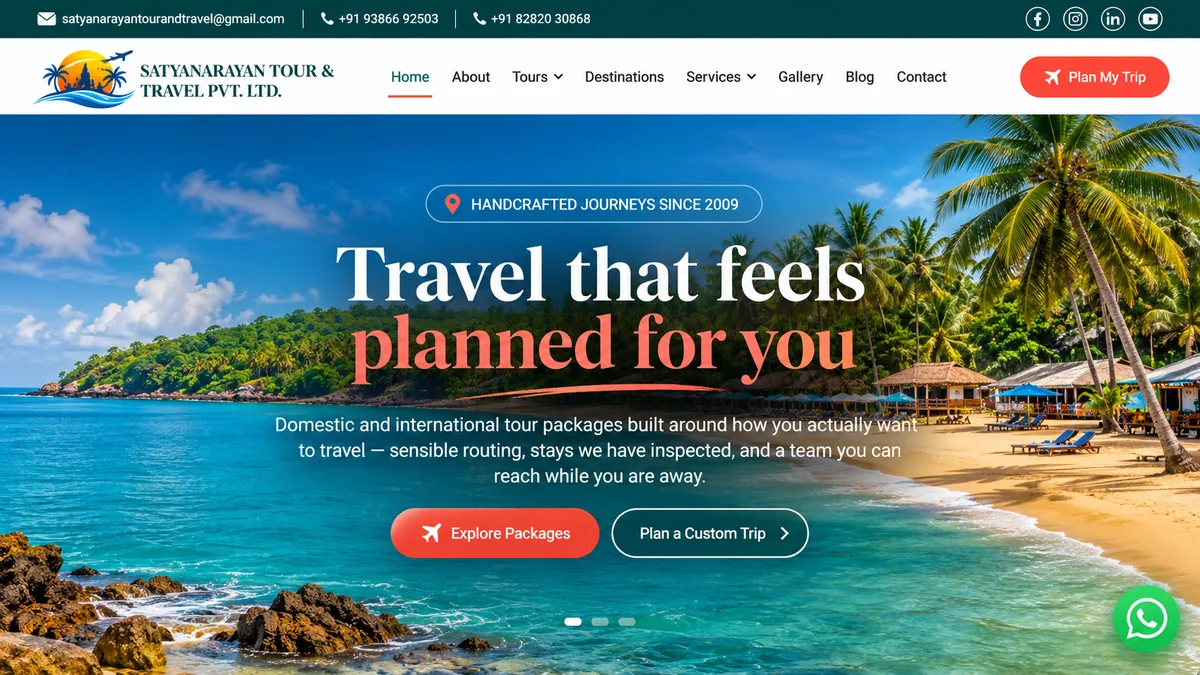 satyanarayantourandtravel@gmail.com
+91 93866 92503
+91 82820 30868
SATYANARAYAN TOUR &
TRAVEL PVT. LTD.
Home
About
Tours
Destinations
Services
Gallery
Blog
Contact
Plan My Trip
HANDCRAFTED JOURNEYS SINCE 2009
Travel that feels
planned for you
Domestic and international tour packages built around how you actually want
to travel — sensible routing, stays we have inspected, and a team you can
reach while you are away.
Explore Packages
Plan a Custom Trip